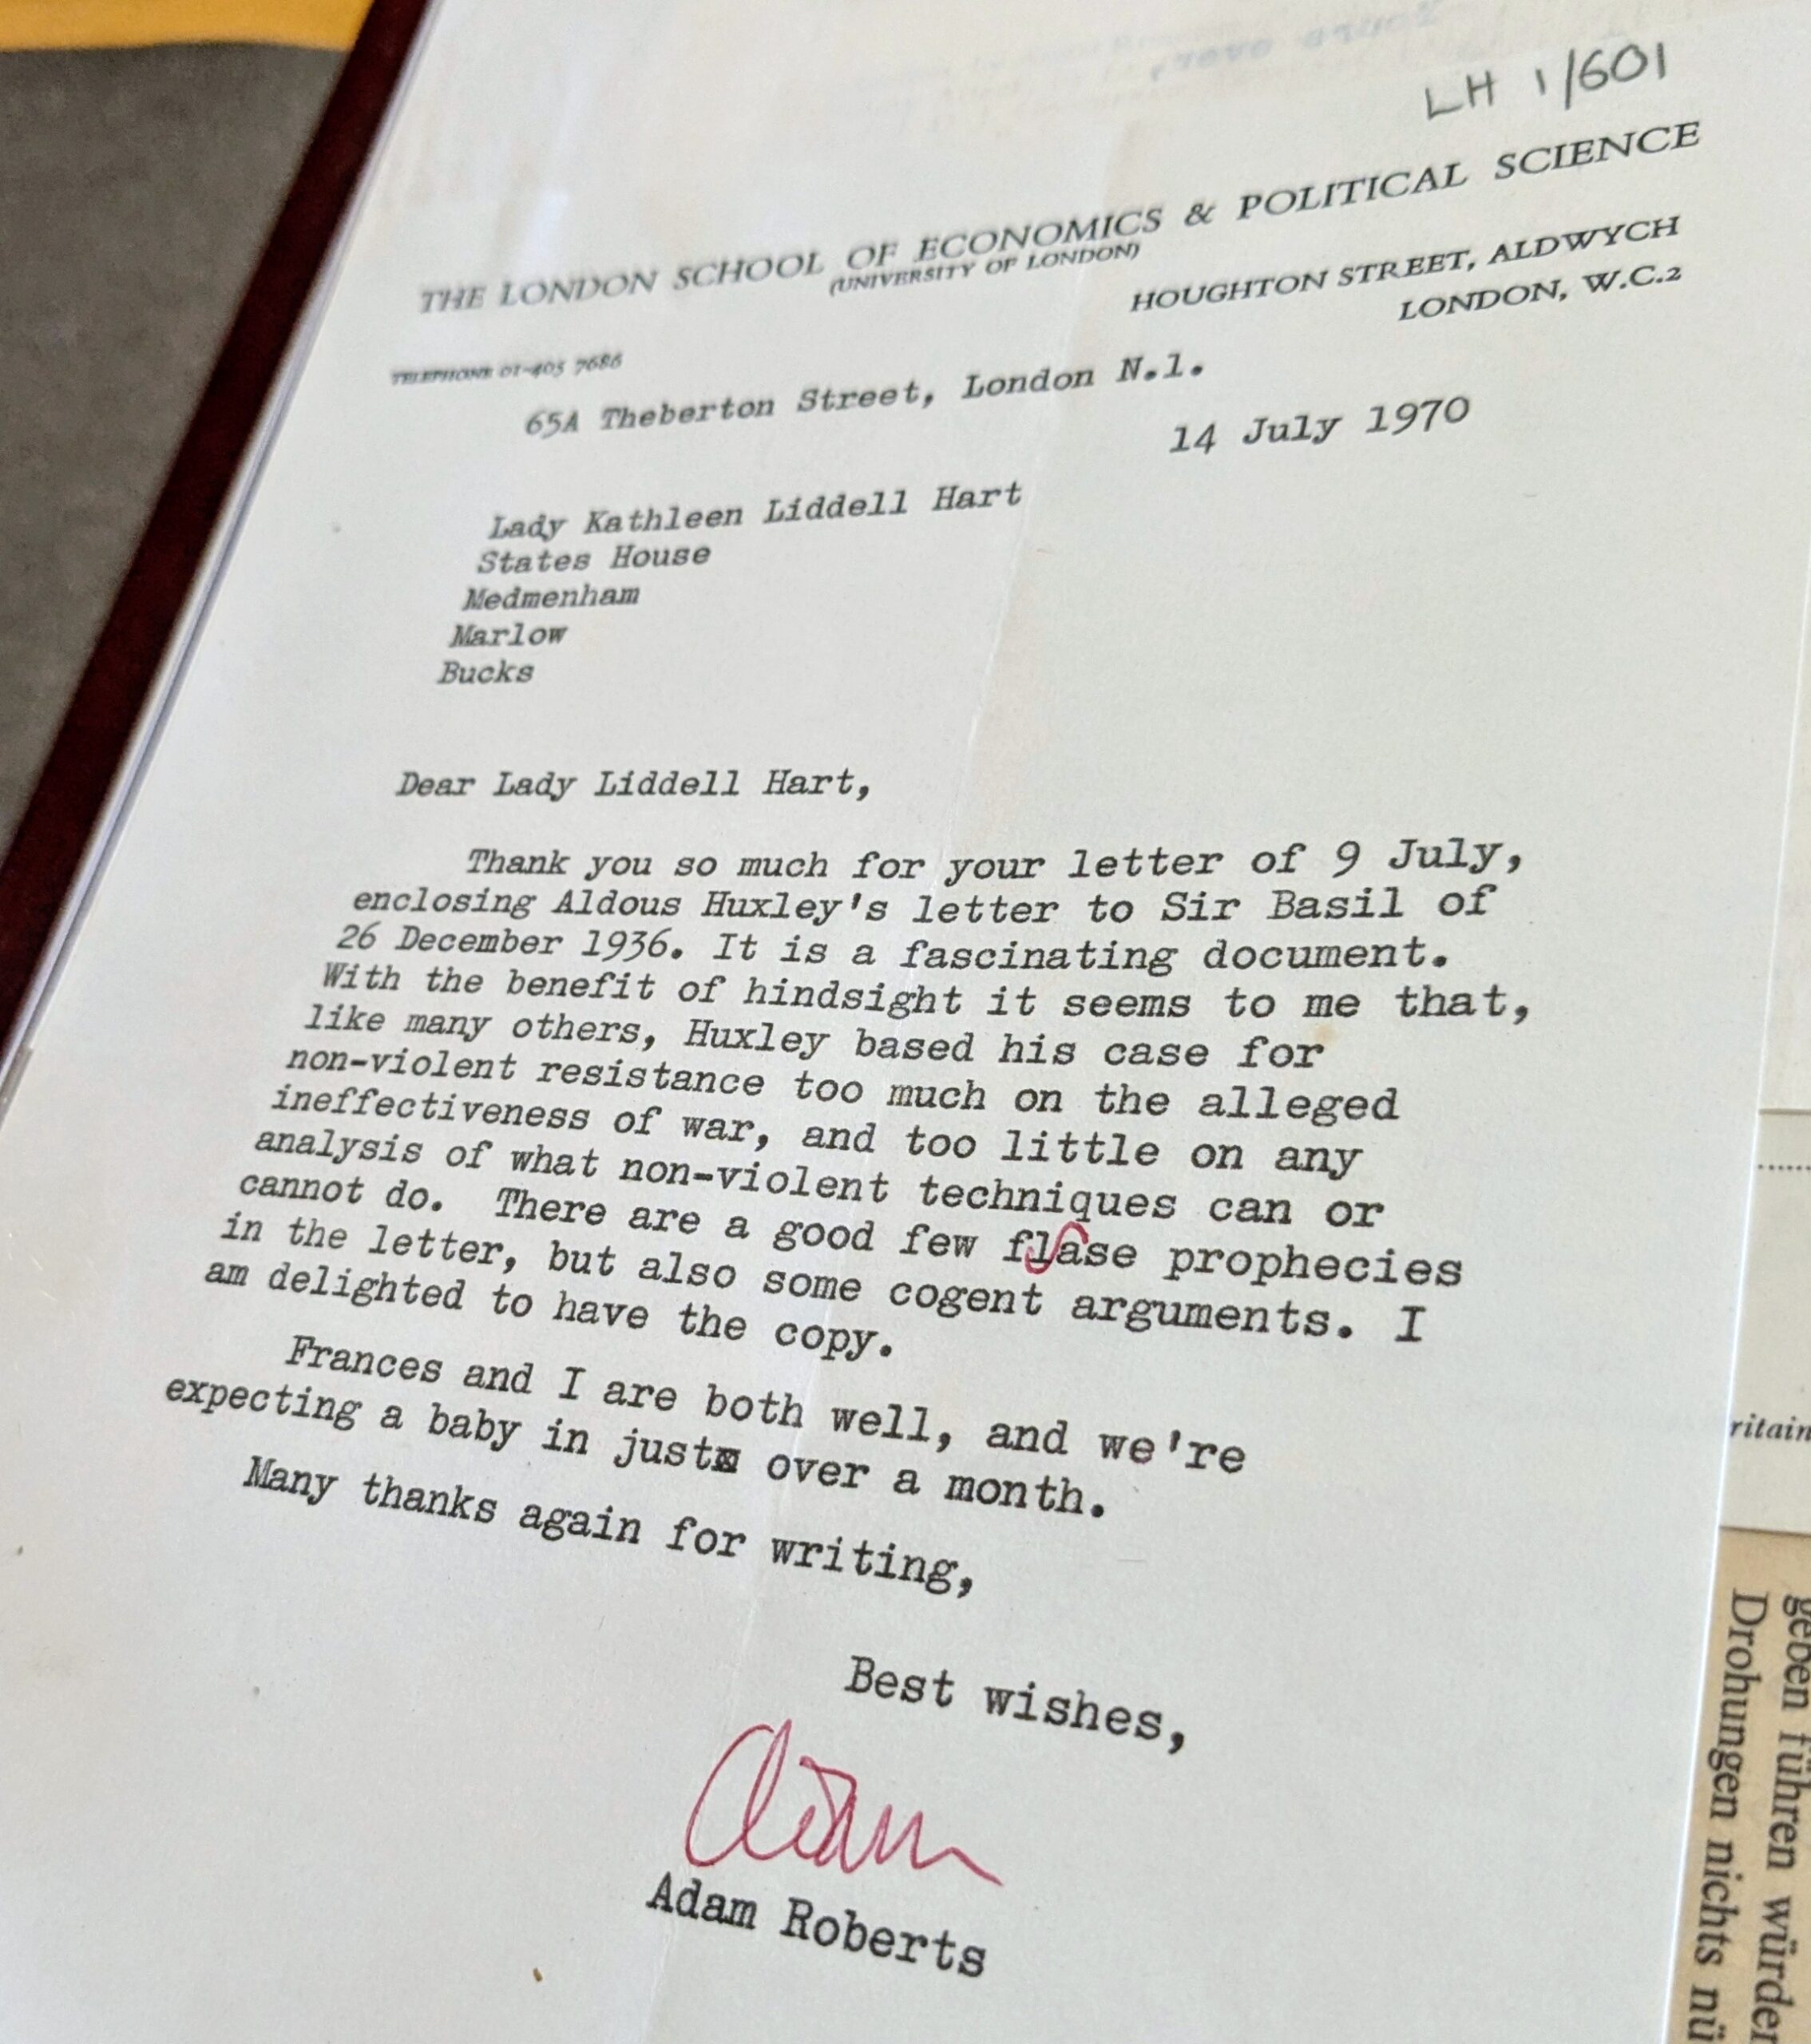 LH 1/601
THE LONDON SCHOOL OF ECONOMICS & POLITICAL SCIENCE
(UNIVERSITY OF LONDON)
HOUGHTON STREET, ALDWYCH
LONDON, W.C.2
TELEPHONE 01-405 7686
65A Theberton Street, London N.1.
14 July 1970
Lady Kathleen Liddell Hart
States House
Medmenham
Marlow
Bucks
Dear Lady Liddell Hart,
Thank you so much for your letter of 9 July,
enclosing Aldous Huxley's letter to Sir Basil of
26 December 1936. It is a fascinating document.
With the benefit of hindsight it seems to me that,
like many others, Huxley based his case for
non-violent resistance too much on the alleged
ineffectiveness of war, and too little on any
analysis of what non-violent techniques can or
cannot do. There are a good few flase prophecies
in the letter, but also some cogent arguments. I
am delighted to have the copy.
Frances and I are both well, and we're
expecting a baby in just over a month.
Many thanks again for writing,
Best wishes,
Adam
Adam Roberts
ritain
geben führen würden
Drohungen nichts nü